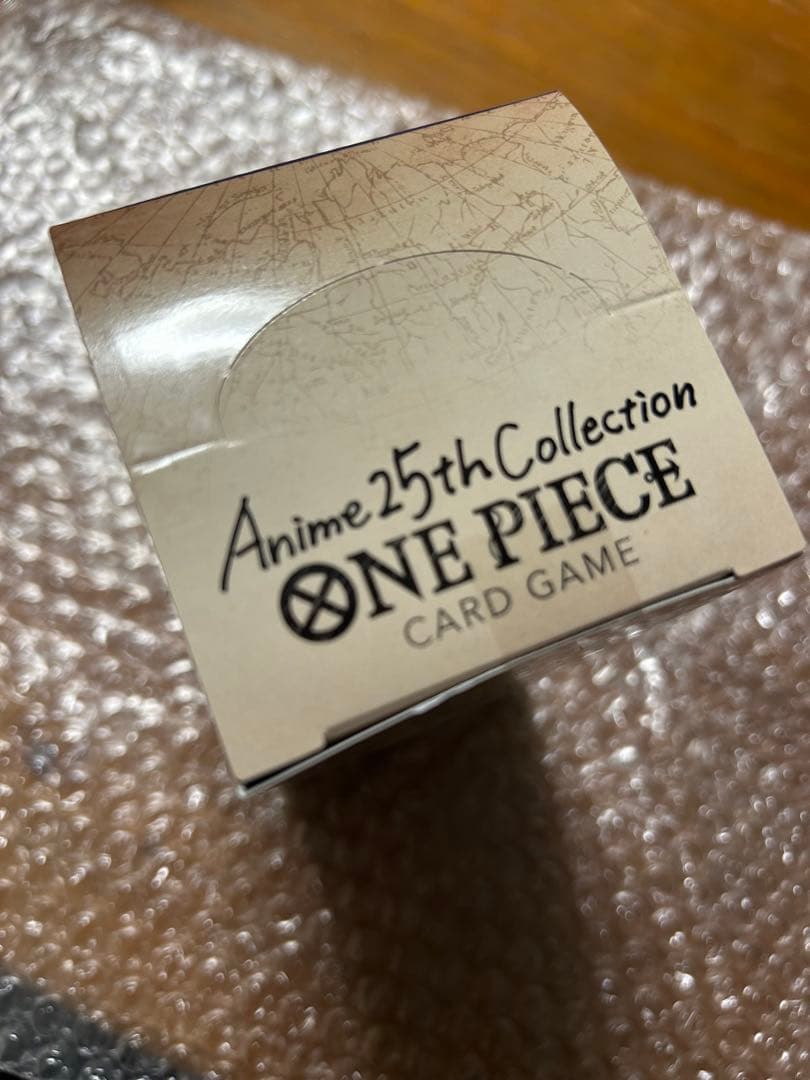 Anime 25th Collection
ONE PIECE
CARD GAME